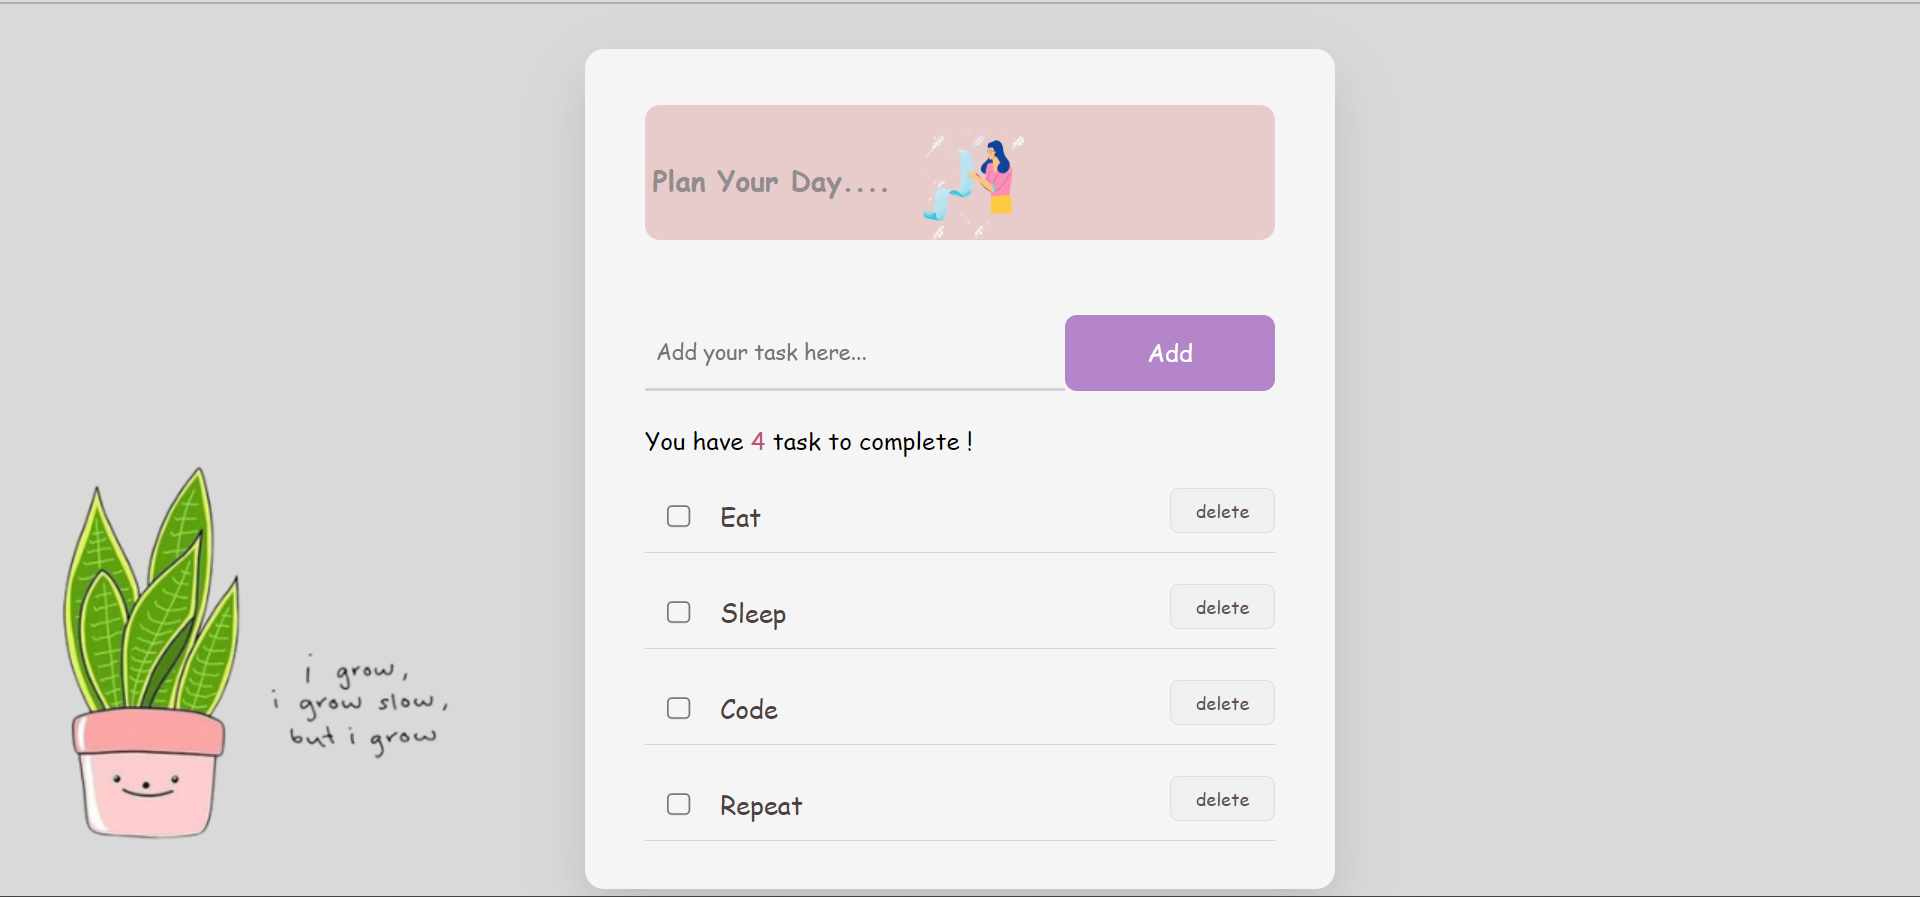 Plan Your Day....
Add your task here...
Add
You have 4 task to complete !
Eat
delete
Sleep
delete
Code
delete
Repeat
delete
i grow,
i grow slow,
but i grow